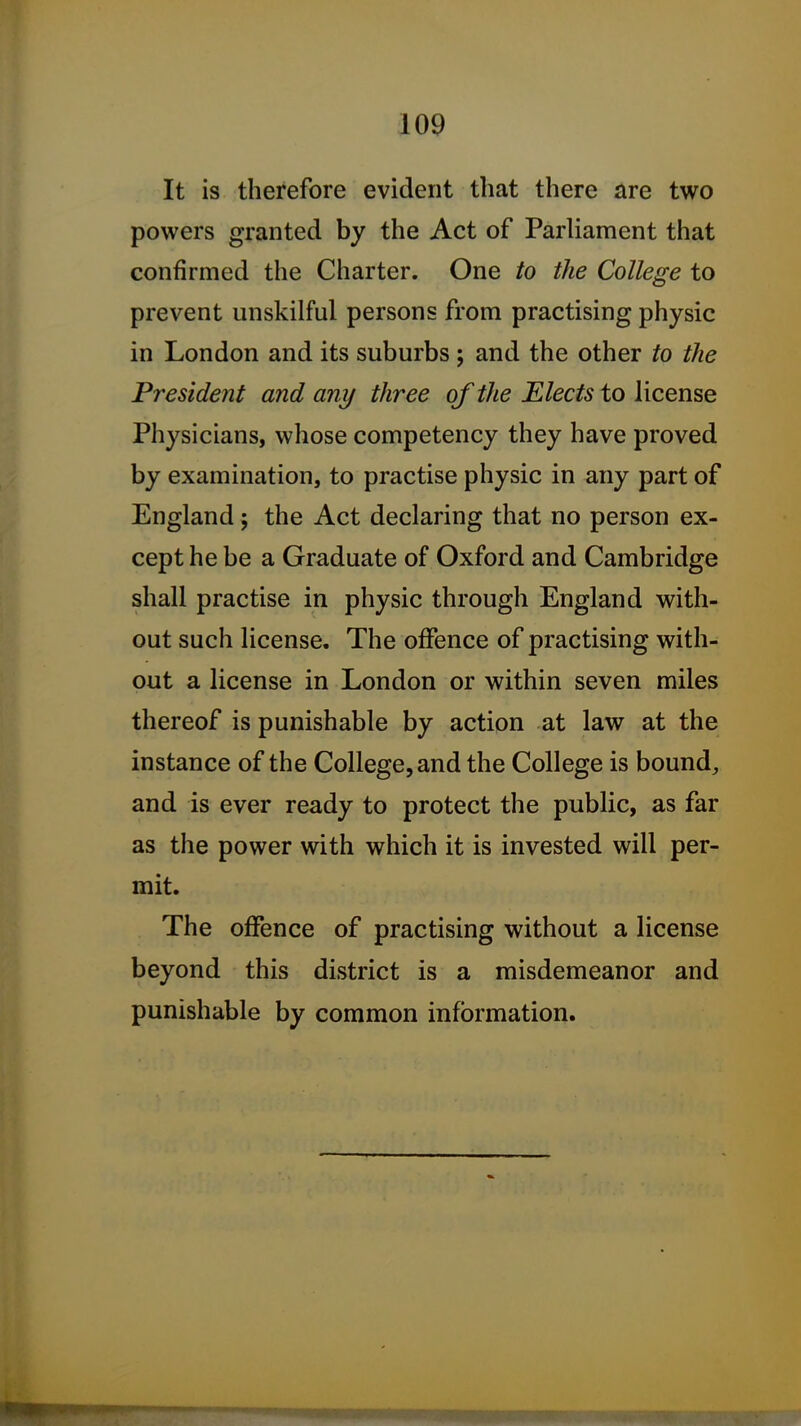 109
It is therefore evident that there are two
powers granted by the Act of Parliament that
confirmed the Charter. One to the College to
prevent unskilful persons from practising physic
in London and its suburbs ; and the other to the
President and any three of the Elects to license
Physicians, whose competency they have proved
by examination, to practise physic in any part of
England ; the Act declaring that no person ex-
cept he be a Graduate of Oxford and Cambridge
shall practise in physic through England with-
out such license. The offence of practising with-
out a license in London or within seven miles
thereof is punishable by action at law at the
instance of the College, and the College is bound,
and is ever ready to protect the public, as far
as the power with which it is invested will per-
mit.
The offence of practising without a license
beyond this district is a misdemeanor and
punishable by common information.